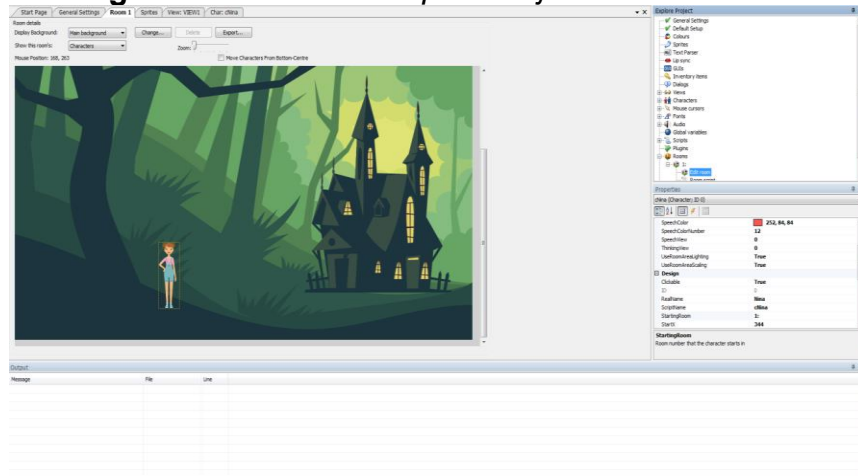 Start Page General Settings Room 1 Sprites View: VIEW1 Char: cNina
Room details
Display Background: Main background Change... Delete Export...
Show this room's: Characters Zoom:
Mouse Position: 168, 263 Move Characters From Bottom-Centre
Explore Project
General Settings
Default Setup
Colours
Sprites
Text Parser
Lip sync
GUIs
Inventory items
Dialogs
Views
Characters
Mouse cursors
Fonts
Audio
Global variables
Scripts
Plugins
Rooms
1:
Edit room
Room script
Properties
cNina (Character; ID 0)
SpeechColor 252, 84, 84
SpeechColorNumber 12
SpeechView 0
ThinkingView 0
UseRoomAreaLighting True
UseRoomAreaScaling True
Design
Clickable True
ID 0
RealName Nina
ScriptName cNina
StartingRoom 1:
StartX 344
StartingRoom
Room number that the character starts in
Output
Message File Line